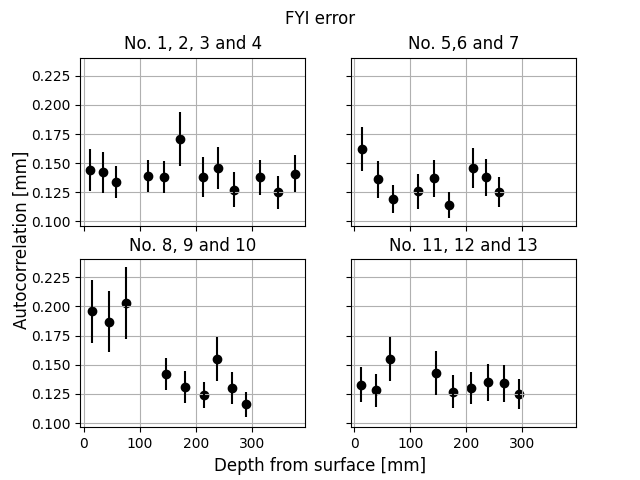 FYI error
No. 1, 2, 3 and 4
No. 5,6 and 7
0.225
0.200
0.175
0.150
0.125
0.100
No. 8, 9 and 10
No. 11, 12 and 13
0.225
0.200
0.175
0.150
0.125
0.100
0
100
200
300
0
100
200
300
Autocorrelation [mm]
Depth from surface [mm]